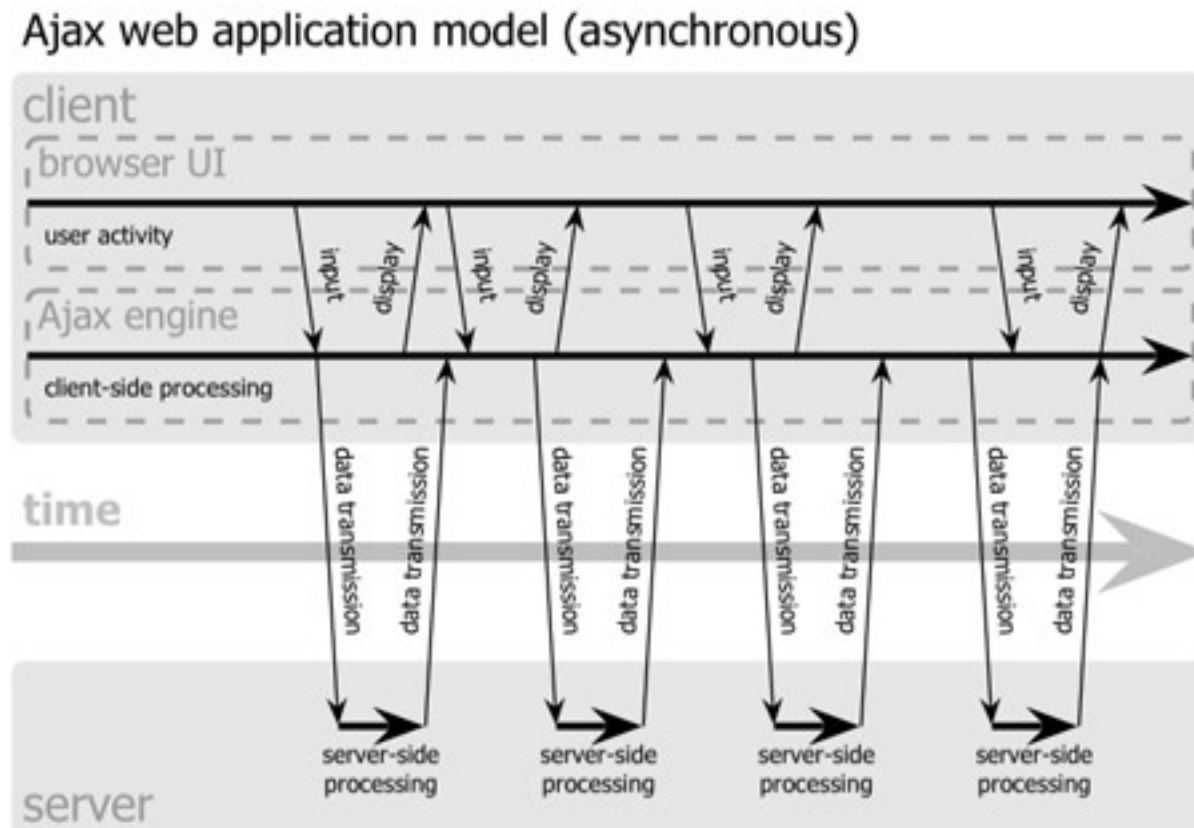 Ajax web application model (asynchronous)
client
browser UI
user activity
input
display
input
display
input
display
input
display
Ajax engine
client-side processing
data transmission
data transmission
data transmission
data transmission
data transmission
data transmission
data transmission
data transmission
time
server-side
processing
server-side
processing
server-side
processing
server-side
processing
server